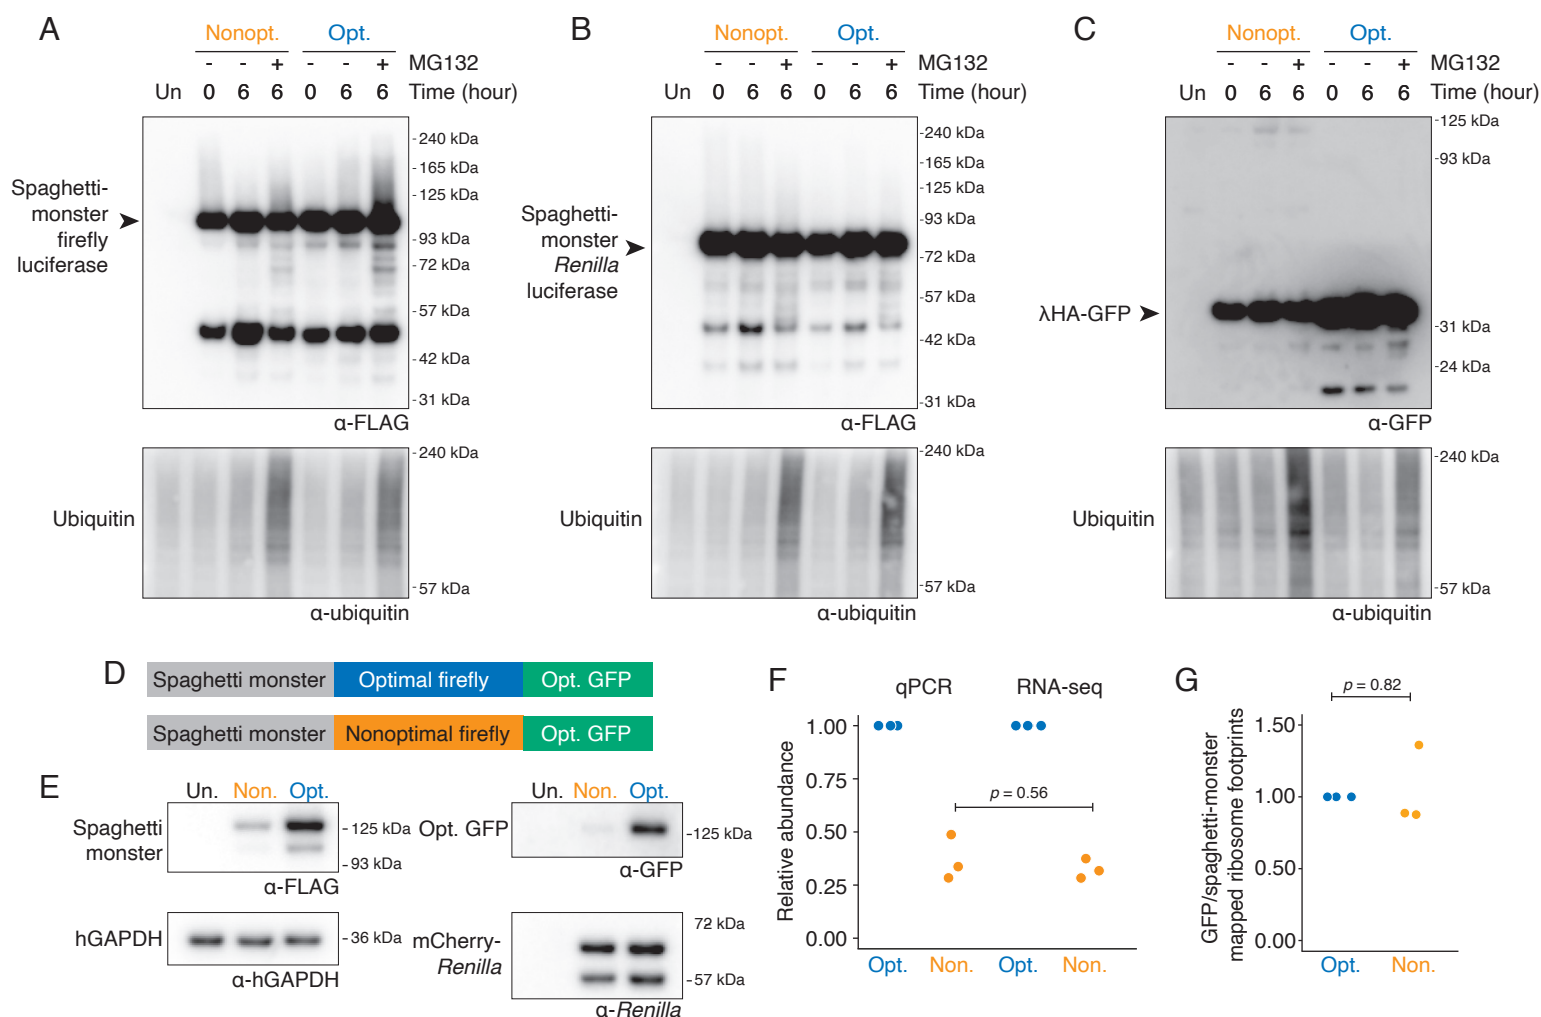 A
Nonopt.
Opt.
- - + - - + MG132
Un 0 6 6 0 6 6 Time (hour)
Spaghetti-
monster
firefly
luciferase
-240 kDa
-165 kDa
-125 kDa
-93 kDa
-72 kDa
-57 kDa
-42 kDa
-31 kDa
α-FLAG
Ubiquitin
-240 kDa
-57 kDa
α-ubiquitin
B
Nonopt.
Opt.
- - + - - + MG132
Un 0 6 6 0 6 6 Time (hour)
Spaghetti-
monster
Renilla
luciferase
-240 kDa
-165 kDa
-125 kDa
-93 kDa
-72 kDa
-57 kDa
-42 kDa
-31 kDa
α-FLAG
Ubiquitin
-240 kDa
-57 kDa
α-ubiquitin
C
Nonopt.
Opt.
- - + - - + MG132
Un 0 6 6 0 6 6 Time (hour)
λHA-GFP
-125 kDa
-93 kDa
-31 kDa
-24 kDa
α-GFP
Ubiquitin
-240 kDa
-57 kDa
α-ubiquitin
D
Spaghetti monster Optimal firefly Opt. GFP
Spaghetti monster Nonoptimal firefly Opt. GFP
E
Un. Non. Opt.
Spaghetti
monster
-125 kDa
-93 kDa
α-FLAG
hGAPDH
-36 kDa
α-hGAPDH
Un. Non. Opt.
Opt. GFP
-125 kDa
α-GFP
mCherry-
Renilla
72 kDa
-57 kDa
α-Renilla
F
qPCR
RNA-seq
Relative abundance
1.00
0.75
0.50
0.25
0.00
p = 0.56
Opt. Non. Opt. Non.
G
p = 0.82
GFP/spaghetti-monster
mapped ribosome footprints
1.50
1.00
0.50
0.00
Opt. Non.